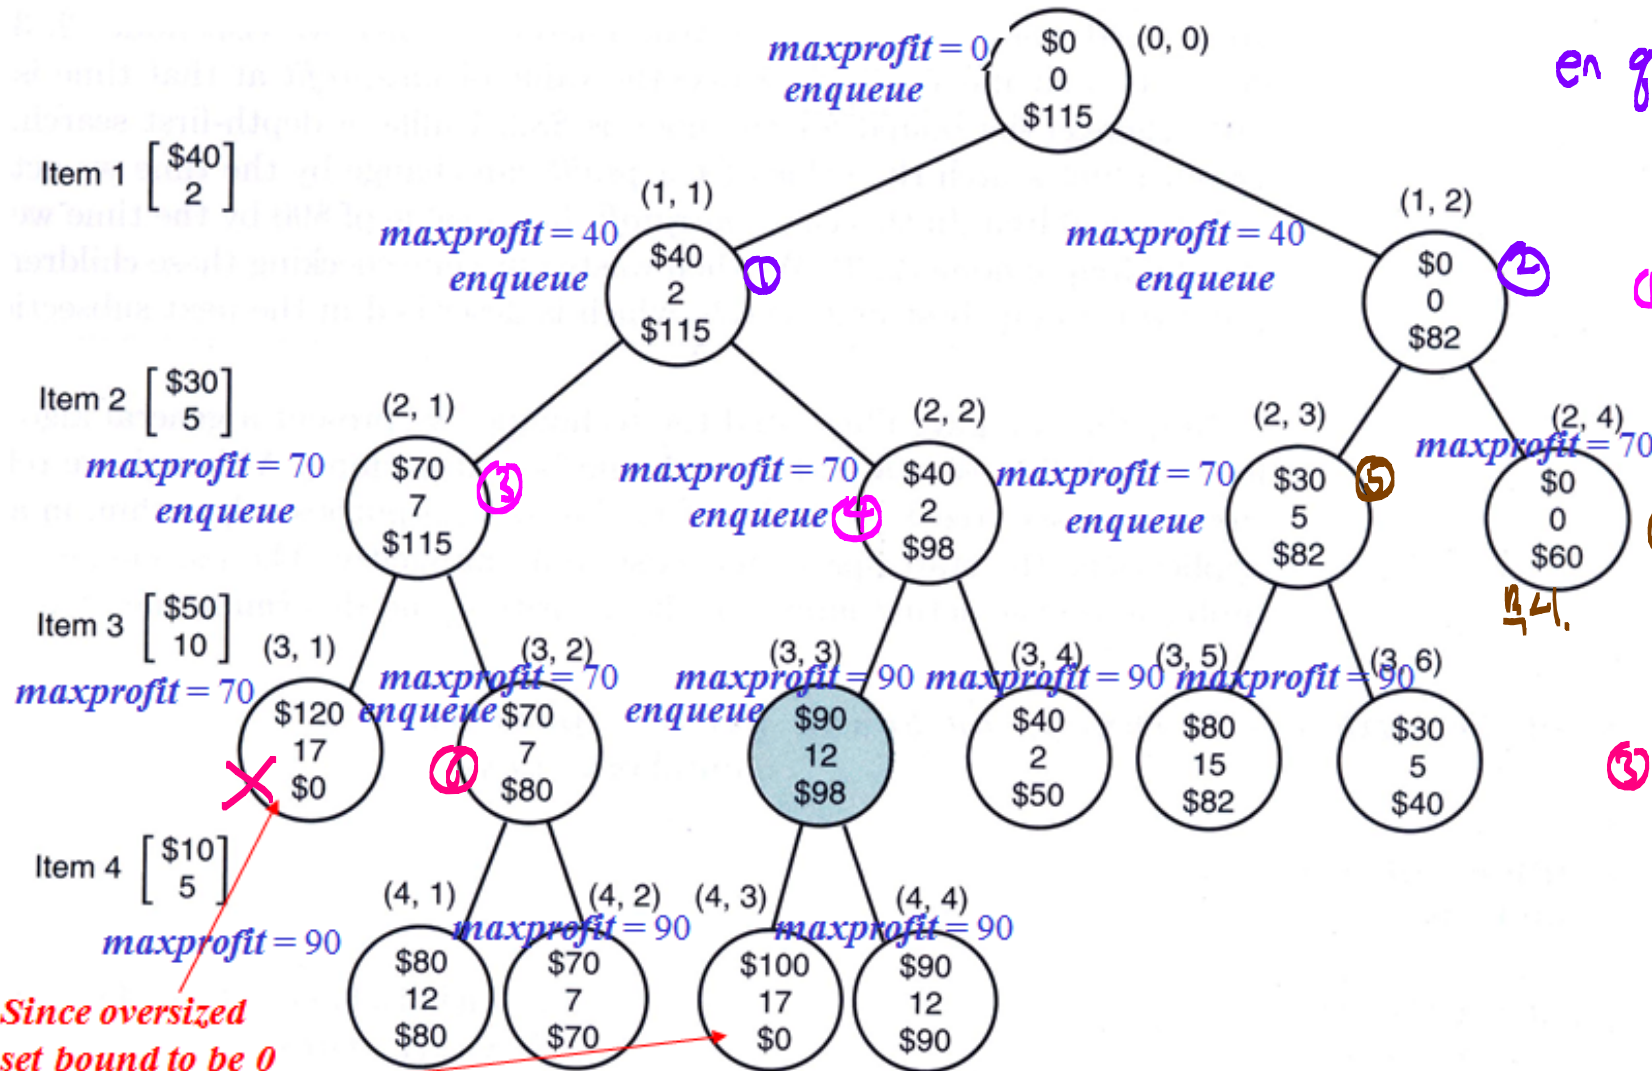 maxprofit = 0
enqueue
$0
0
$115
(0, 0)
en q
Item 1 [$40 2]
(1, 1)
maxprofit = 40
enqueue
$40
2
$115
①
(1, 2)
maxprofit = 40
enqueue
$0
0
$82
②
Item 2 [$30 5]
(2, 1)
maxprofit = 70
enqueue
$70
7
$115
③
(2, 2)
maxprofit = 70
enqueue
$40
2
$98
④
(2, 3)
maxprofit = 70
enqueue
$30
5
$82
⑤
(2, 4)
maxprofit = 70
$0
0
$60
Item 3 [$50 10]
(3, 1)
maxprofit = 70
$120
17
$0
(3, 2)
maxprofit = 70
enqueue
$70
7
$80
(3, 3)
maxprofit = 90
enqueue
$90
12
$98
(3, 4)
maxprofit = 90
$40
2
$50
(3, 5)
maxprofit = 90
$80
15
$82
(3, 6)
$30
5
$40
③
Item 4 [$10 5]
(4, 1)
maxprofit = 90
$80
12
$80
(4, 2)
maxprofit = 90
$70
7
$70
(4, 3)
$100
17
$0
(4, 4)
maxprofit = 90
$90
12
$90
Since oversized
set bound to be 0